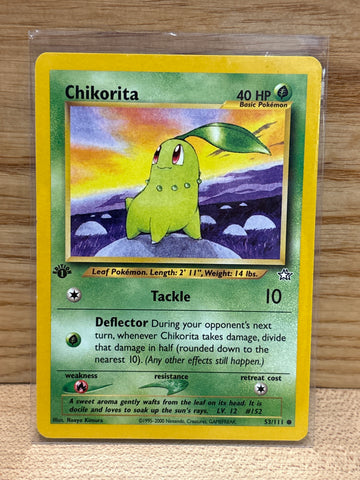 Chikorita 40 HP
Basic Pokémon
EDITION
1
Leaf Pokémon. Length: 2' 11", Weight: 14 lbs.
Tackle 10
Deflector During your opponent's next
turn, whenever Chikorita takes damage, divide
that damage in half (rounded down to the
nearest 10). (Any other effects still happen.)
weakness resistance retreat cost
A sweet aroma gently wafts from the leaf on its head. It is
docile and loves to soak up the sun's rays. LV. 12 #152
Illus. Naoyo Kimura ©1995-2000 Nintendo, Creatures, GAMEFREAK. 53/111